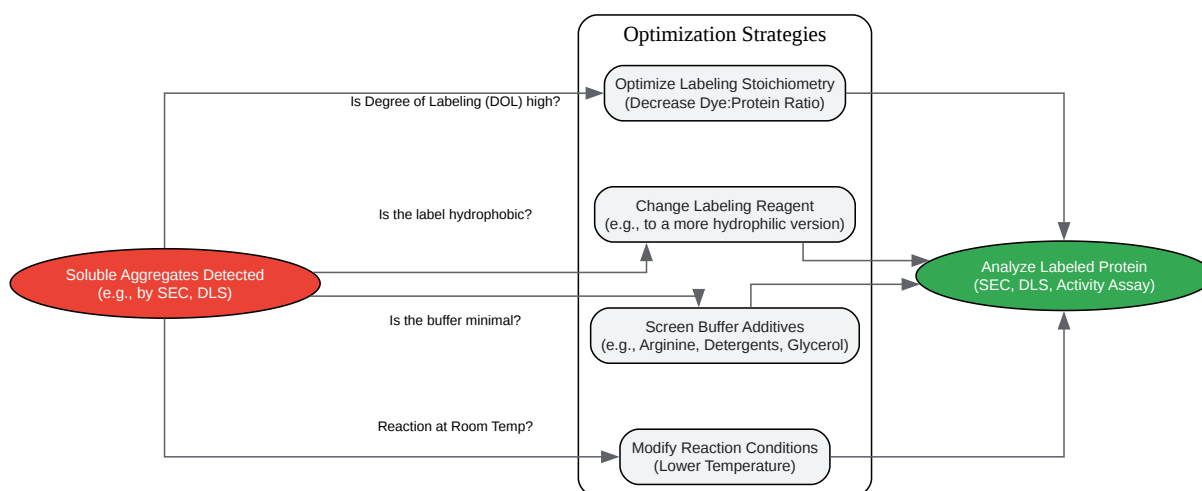 Optimization Strategies
Optimize Labeling Stoichiometry
(Decrease Dye:Protein Ratio)
Is Degree of Labeling (DOL) high?
Change Labeling Reagent
(e.g., to a more hydrophilic version)
Is the label hydrophobic?
Soluble Aggregates Detected
(e.g., by SEC, DLS)
Analyze Labeled Protein
(SEC, DLS, Activity Assay)
Is the buffer minimal?
Screen Buffer Additives
(e.g., Arginine, Detergents, Glycerol)
Reaction at Room Temp?
Modify Reaction Conditions
(Lower Temperature)